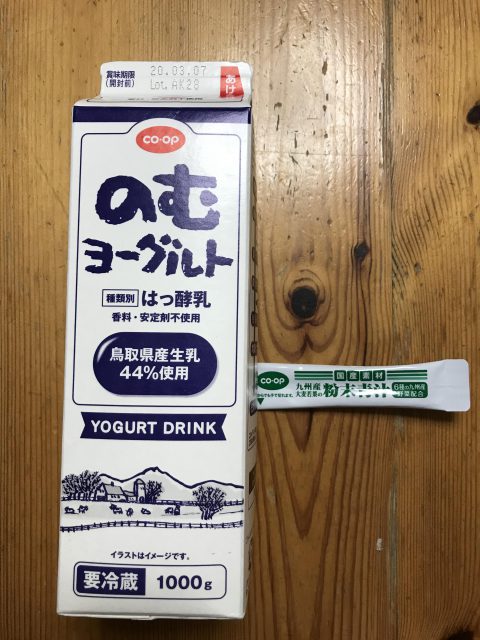 賞味期限
(開封前)
20.03.07
Lot.AK28
あけ
CO·OP
のむ
ヨーグルト
種類別 はっ酵乳
香料・安定剤不使用
鳥取県産生乳
44%使用
YOGURT DRINK
イラストはイメージです。
要冷蔵 1000g
CO·OP
国産素材
九州産
大麦若葉の
粉末青汁
6種の九州産
野菜配合